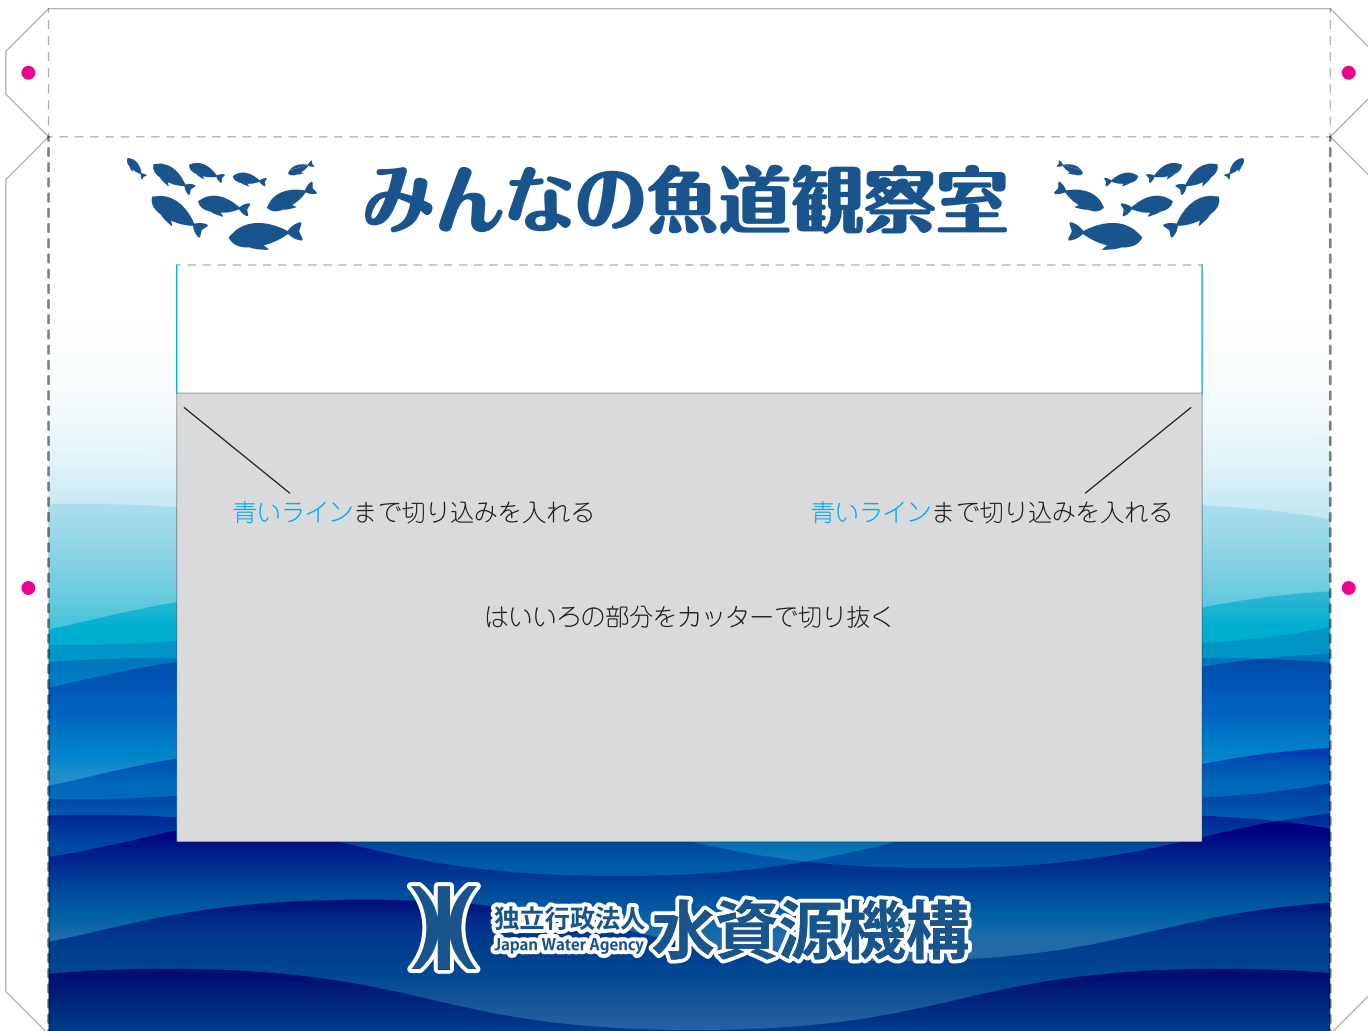 みんなの魚道観察室
青いラインまで切り込みを入れる
青いラインまで切り込みを入れる
はいいろの部分をカッターで切り抜く
独立行政法人
Japan Water Agency
水資源機構